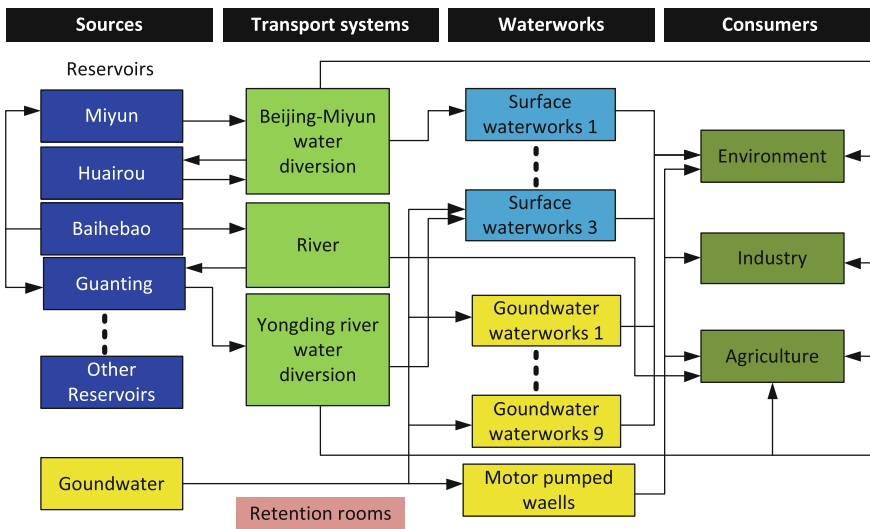 Sources
Transport systems
Waterworks
Consumers
Reservoirs
Miyun
Huairou
Baihebao
Guanting
Other
Reservoirs
Goundwater
Beijing-Miyun
water
diversion
River
Yongding river
water
diversion
Retention rooms
Surface
waterworks 1
Surface
waterworks 3
Goundwater
waterworks 1
Goundwater
waterworks 9
Motor pumped
waells
Environment
Industry
Agriculture